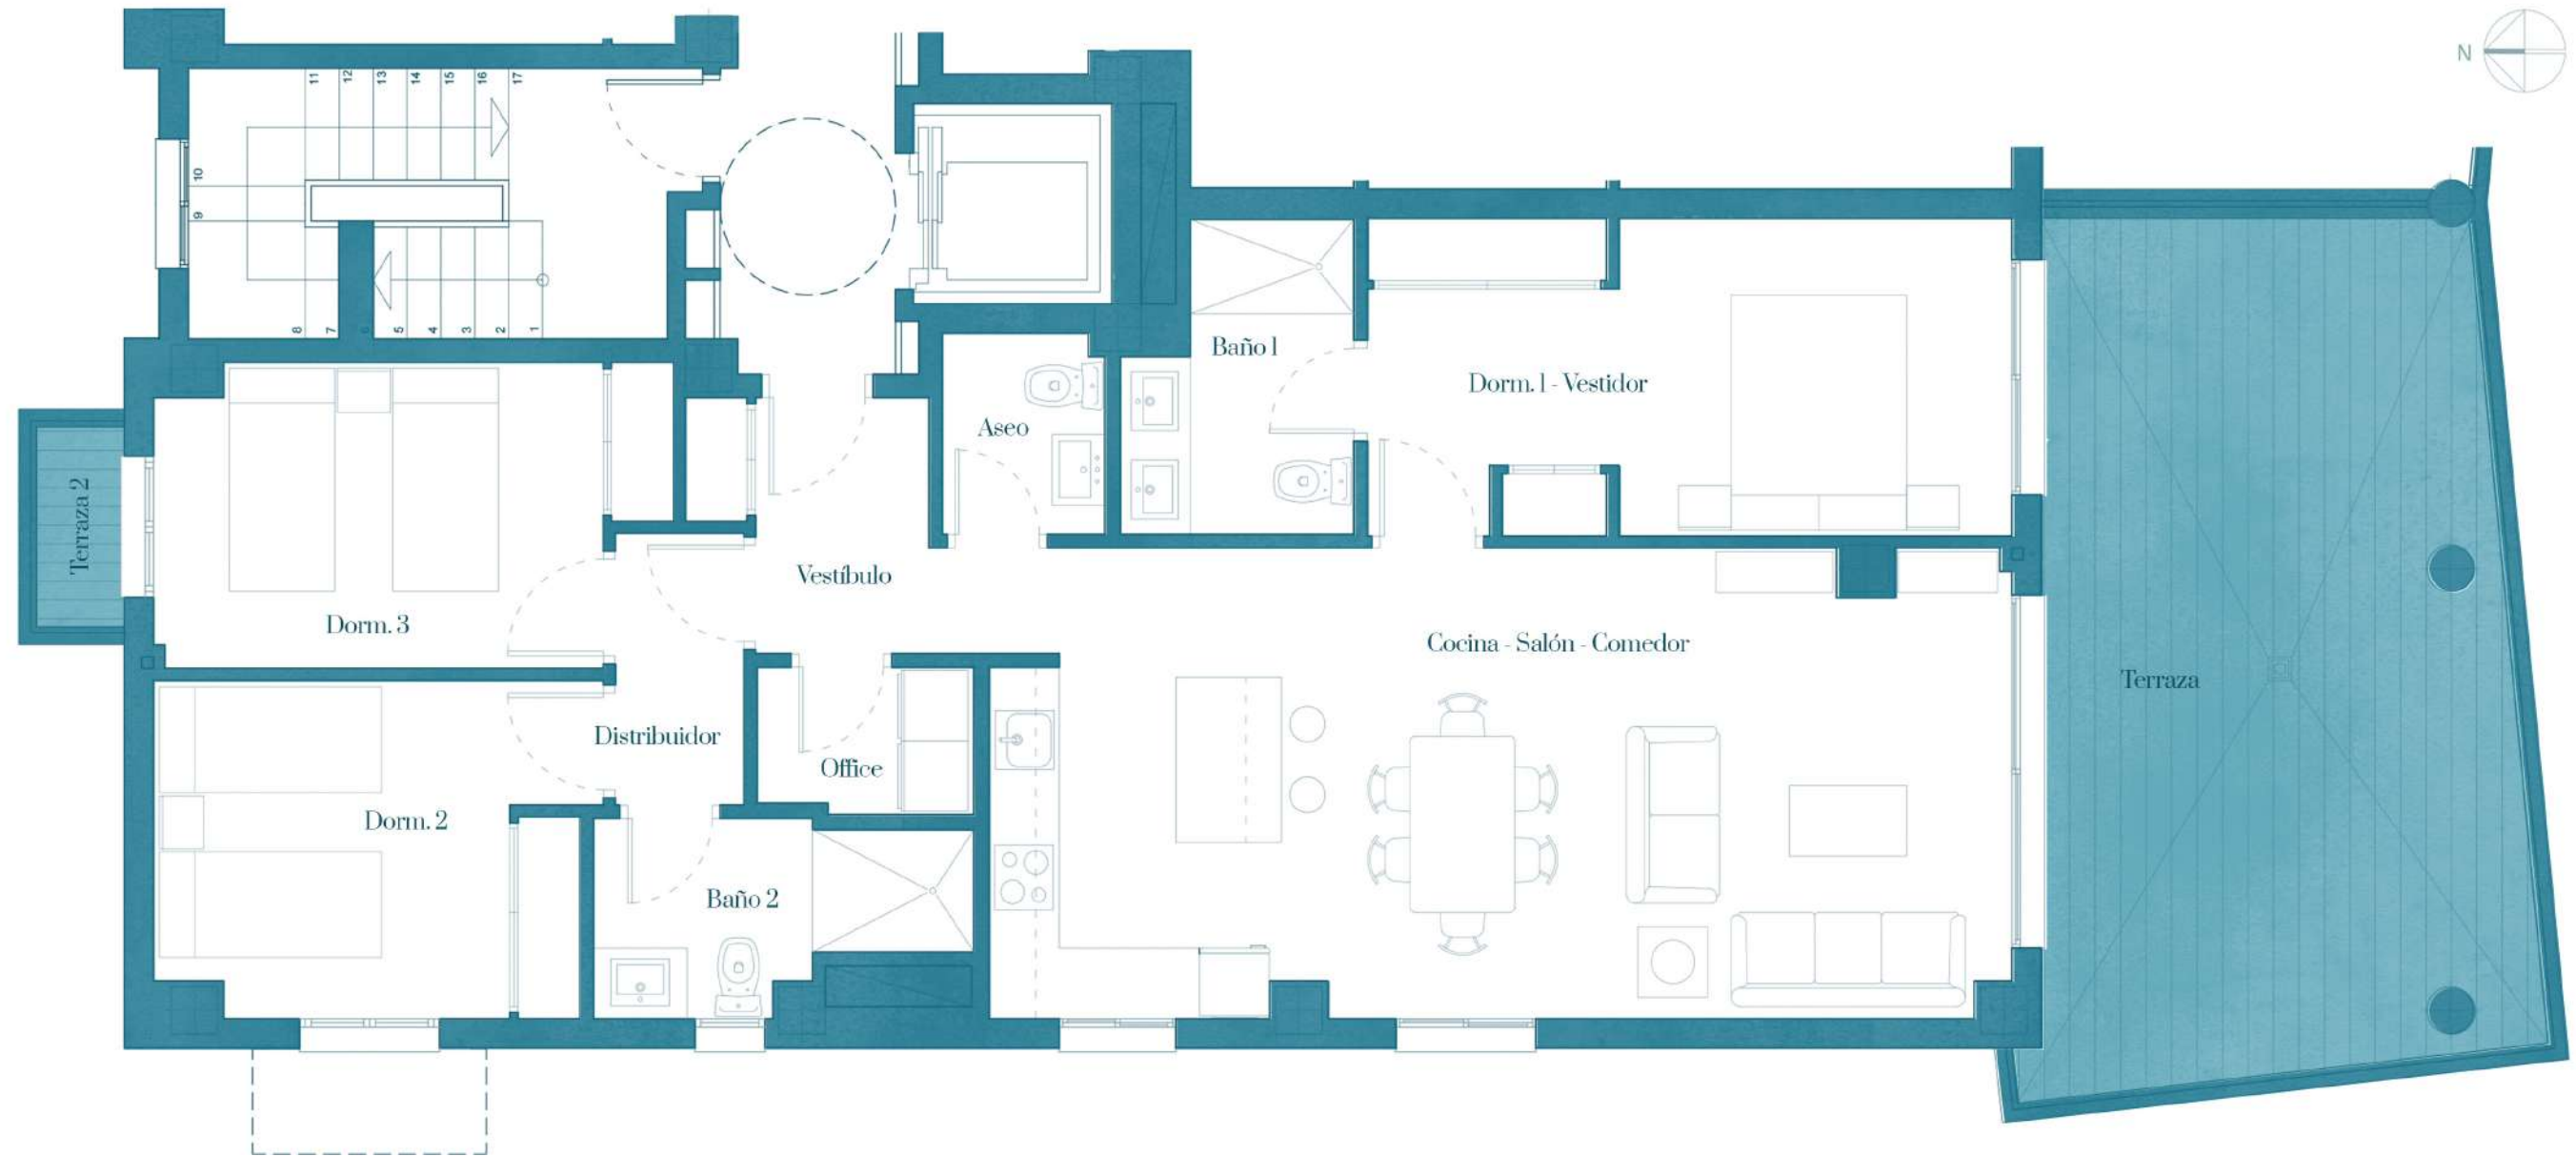 N
11
12
13
14
15
16
17
10
9
8
7
6
5
4
3
2
1
Baño 1
Dorm. 1 - Vestidor
Aseo
Terraza 2
Vestíbulo
Dorm. 3
Cocina - Salón - Comedor
Terraza
Distribuidor
Office
Dorm. 2
Baño 2